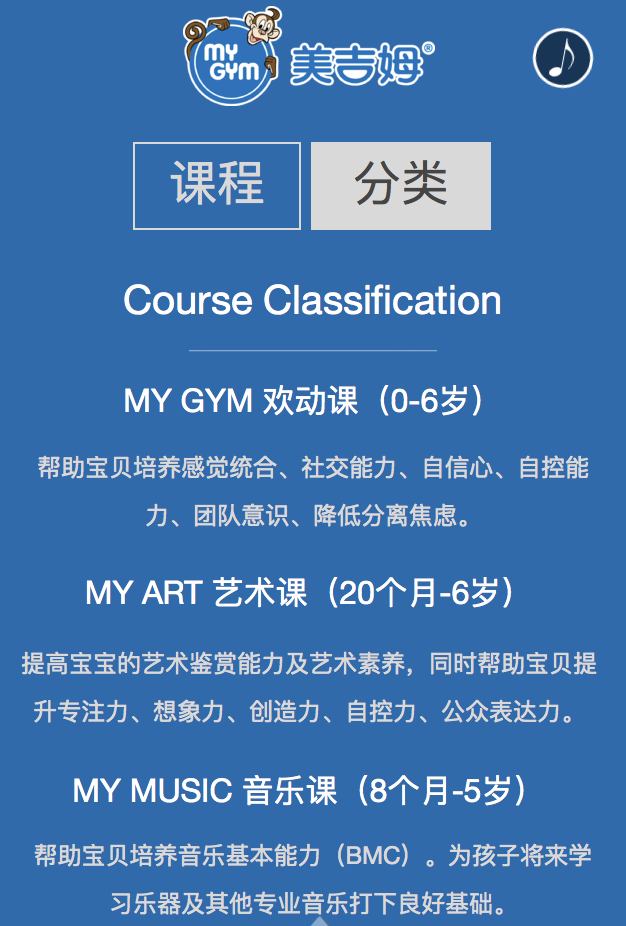 MY GYM 美吉姆®
课程 分类
Course Classification
MY GYM 欢动课（0-6岁）
帮助宝贝培养感觉统合、社交能力、自信心、自控能
力、团队意识、降低分离焦虑。
MY ART 艺术课（20个月-6岁）
提高宝宝的艺术鉴赏能力及艺术素养，同时帮助宝贝提
升专注力、想象力、创造力、自控力、公众表达力。
MY MUSIC 音乐课（8个月-5岁）
帮助宝贝培养音乐基本能力（BMC）。为孩子将来学
习乐器及其他专业音乐打下良好基础。